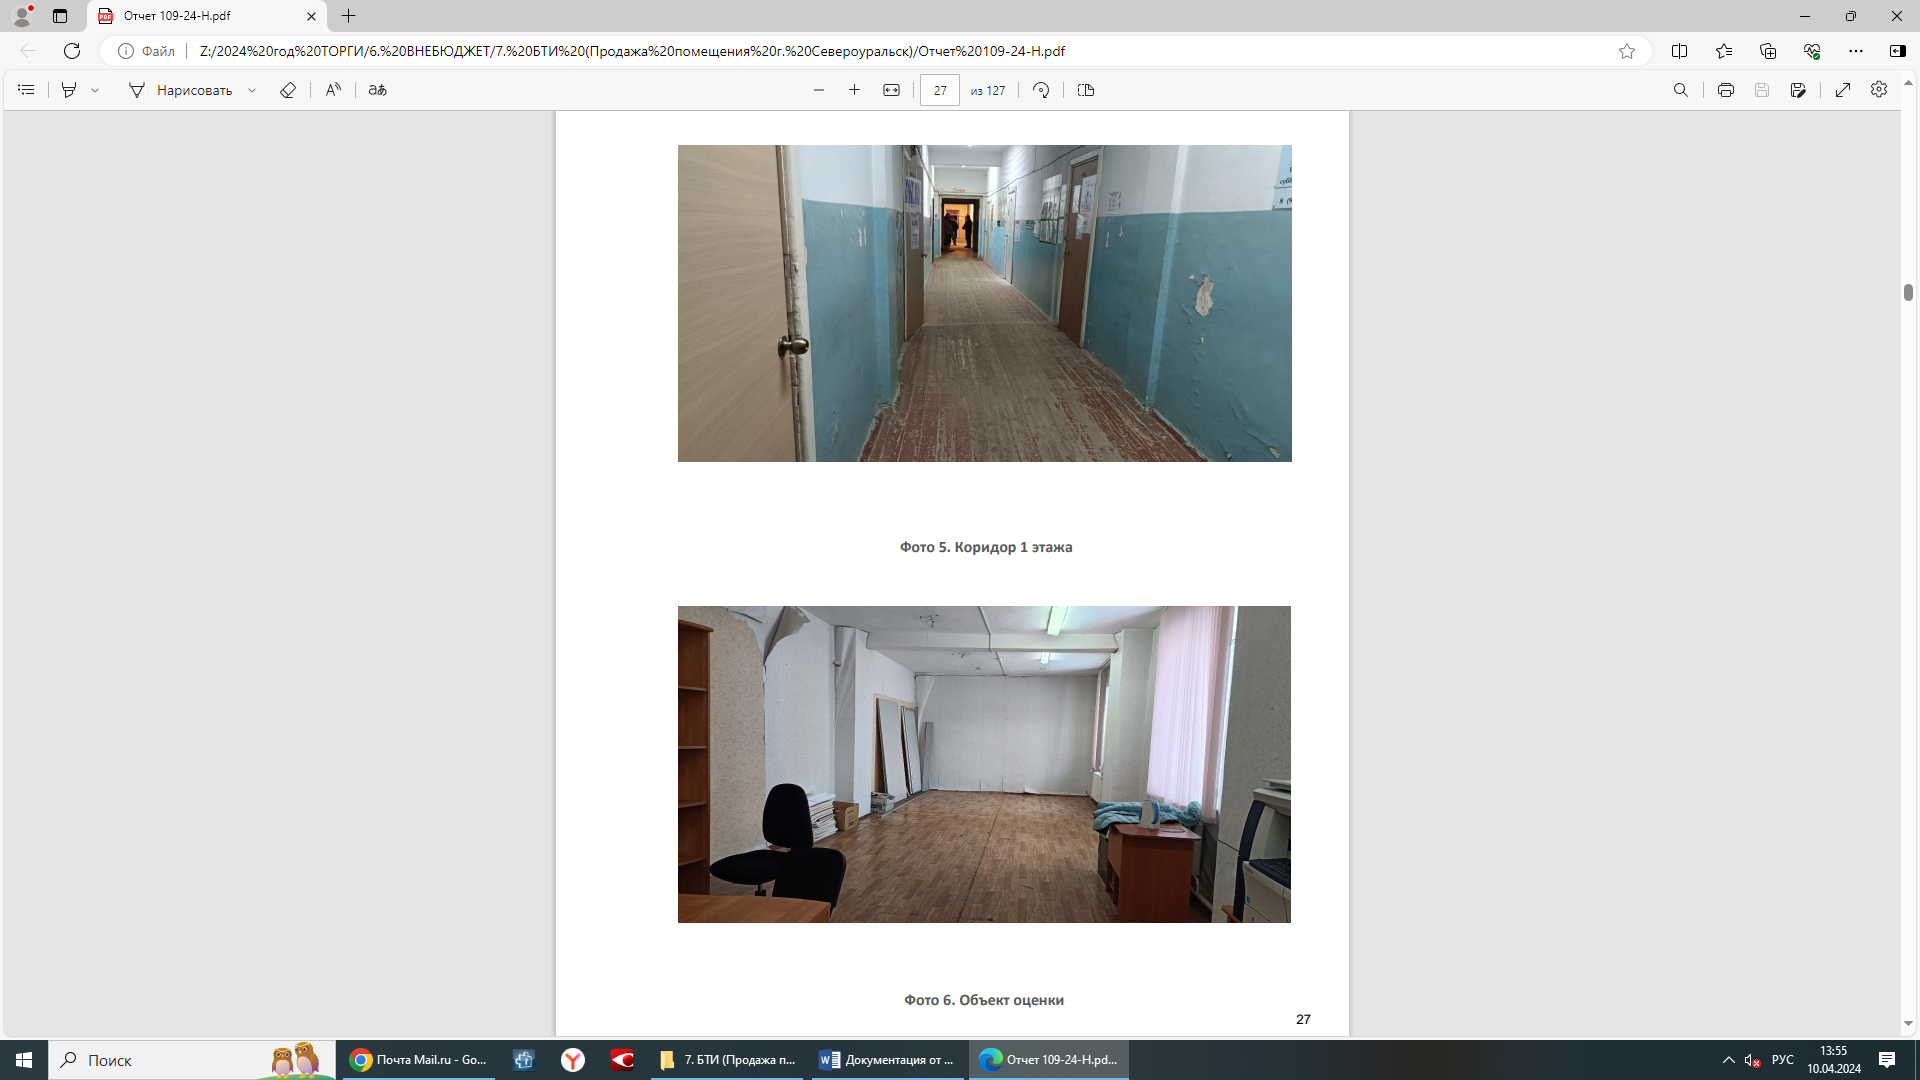 Отчет 109-24-Н.pdf
Файл
Z:/2024%20год%20ТОРГИ/6.%20ВНЕБЮДЖЕТ/7.%20БТИ%20(Продажа%20помещения%20г.%20Североуральск)/Отчет%20109-24-Н.pdf
Нарисовать
27
из 127
Фото 5. Коридор 1 этажа
Фото 6. Объект оценки
27
Поиск
Почта Mail.ru - Go...
7. БТИ (Продажа п...
Документация от ...
Отчет 109-24-Н.pd...
РУС
13:55
10.04.2024